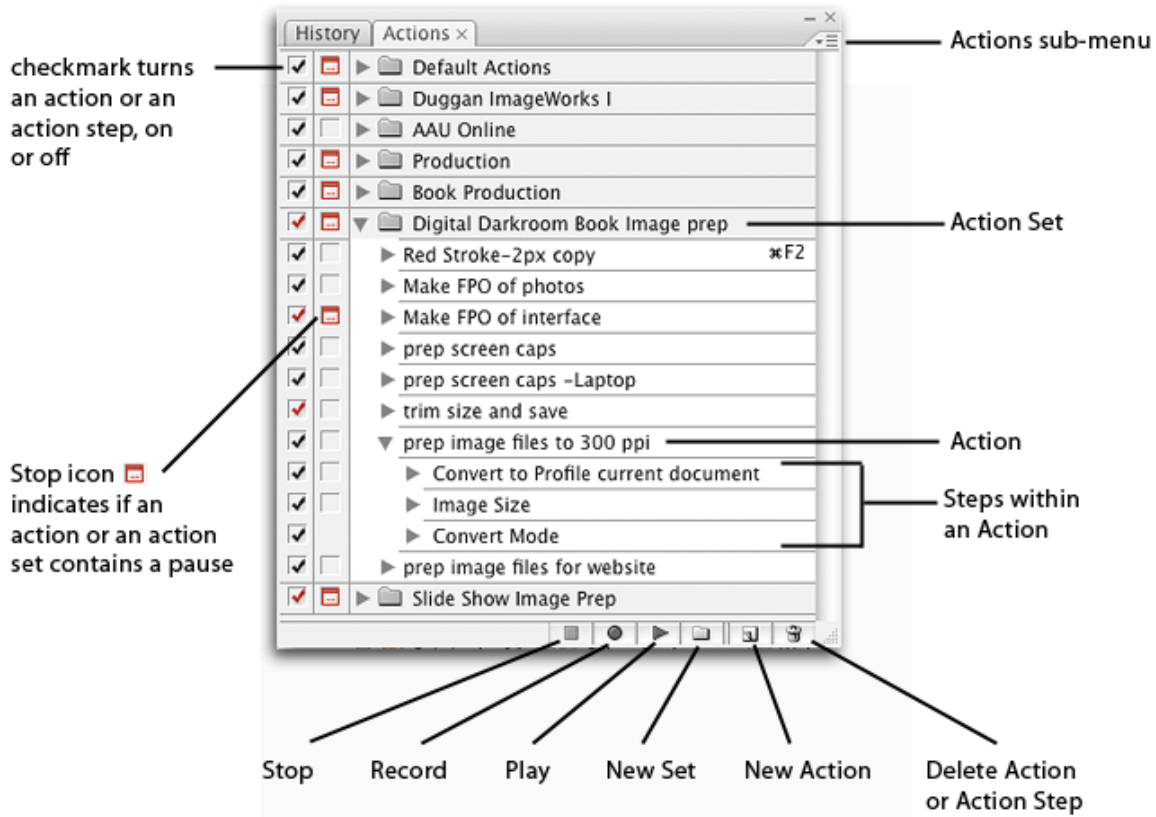 History
Actions ×
Actions sub-menu
checkmark turns
an action or an
action step, on
or off
Default Actions
Duggan ImageWorks I
AAU Online
Production
Book Production
Digital Darkroom Book Image prep
Action Set
Red Stroke-2px copy ⌘F2
Make FPO of photos
Make FPO of interface
prep screen caps
prep screen caps -Laptop
trim size and save
prep image files to 300 ppi
Action
Convert to Profile current document
Image Size
Convert Mode
Steps within
an Action
prep image files for website
Slide Show Image Prep
Stop icon
indicates if an
action or an action
set contains a pause
Stop
Record
Play
New Set
New Action
Delete Action
or Action Step